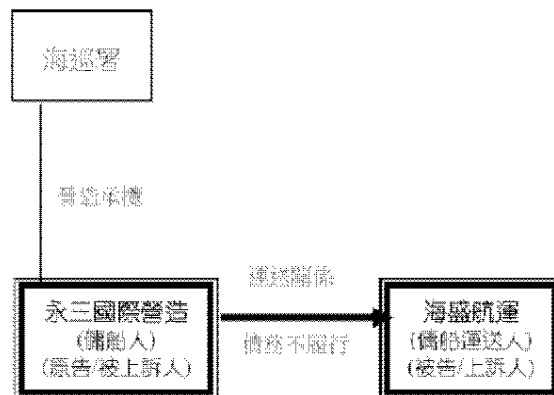 海巡署
營造承攬
運送關係
永三國際營造
(傭船人)
(原告/被上訴人)
債務不履行
海盛航運
(傭船運送人)
(被告/上訴人)